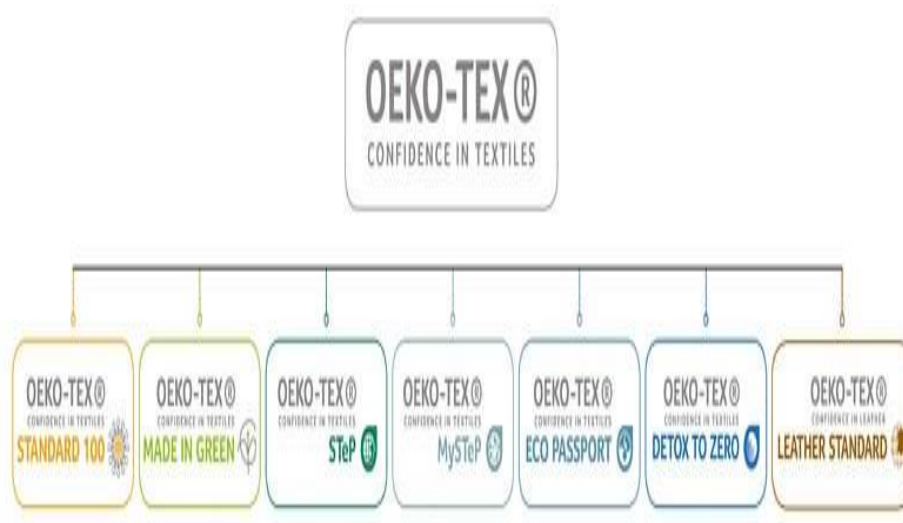 OEKO-TEX®
CONFIDENCE IN TEXTILES
OEKO-TEX®
CONFIDENCE IN TEXTILES
STANDARD 100
OEKO-TEX®
CONFIDENCE IN TEXTILES
MADE IN GREEN
OEKO-TEX®
CONFIDENCE IN TEXTILES
STeP
OEKO-TEX®
CONFIDENCE IN TEXTILES
MySTeP
OEKO-TEX®
CONFIDENCE IN TEXTILES
ECO PASSPORT
OEKO-TEX®
CONFIDENCE IN TEXTILES
DETOX TO ZERO
OEKO-TEX®
CONFIDENCE IN LEATHER
LEATHER STANDARD